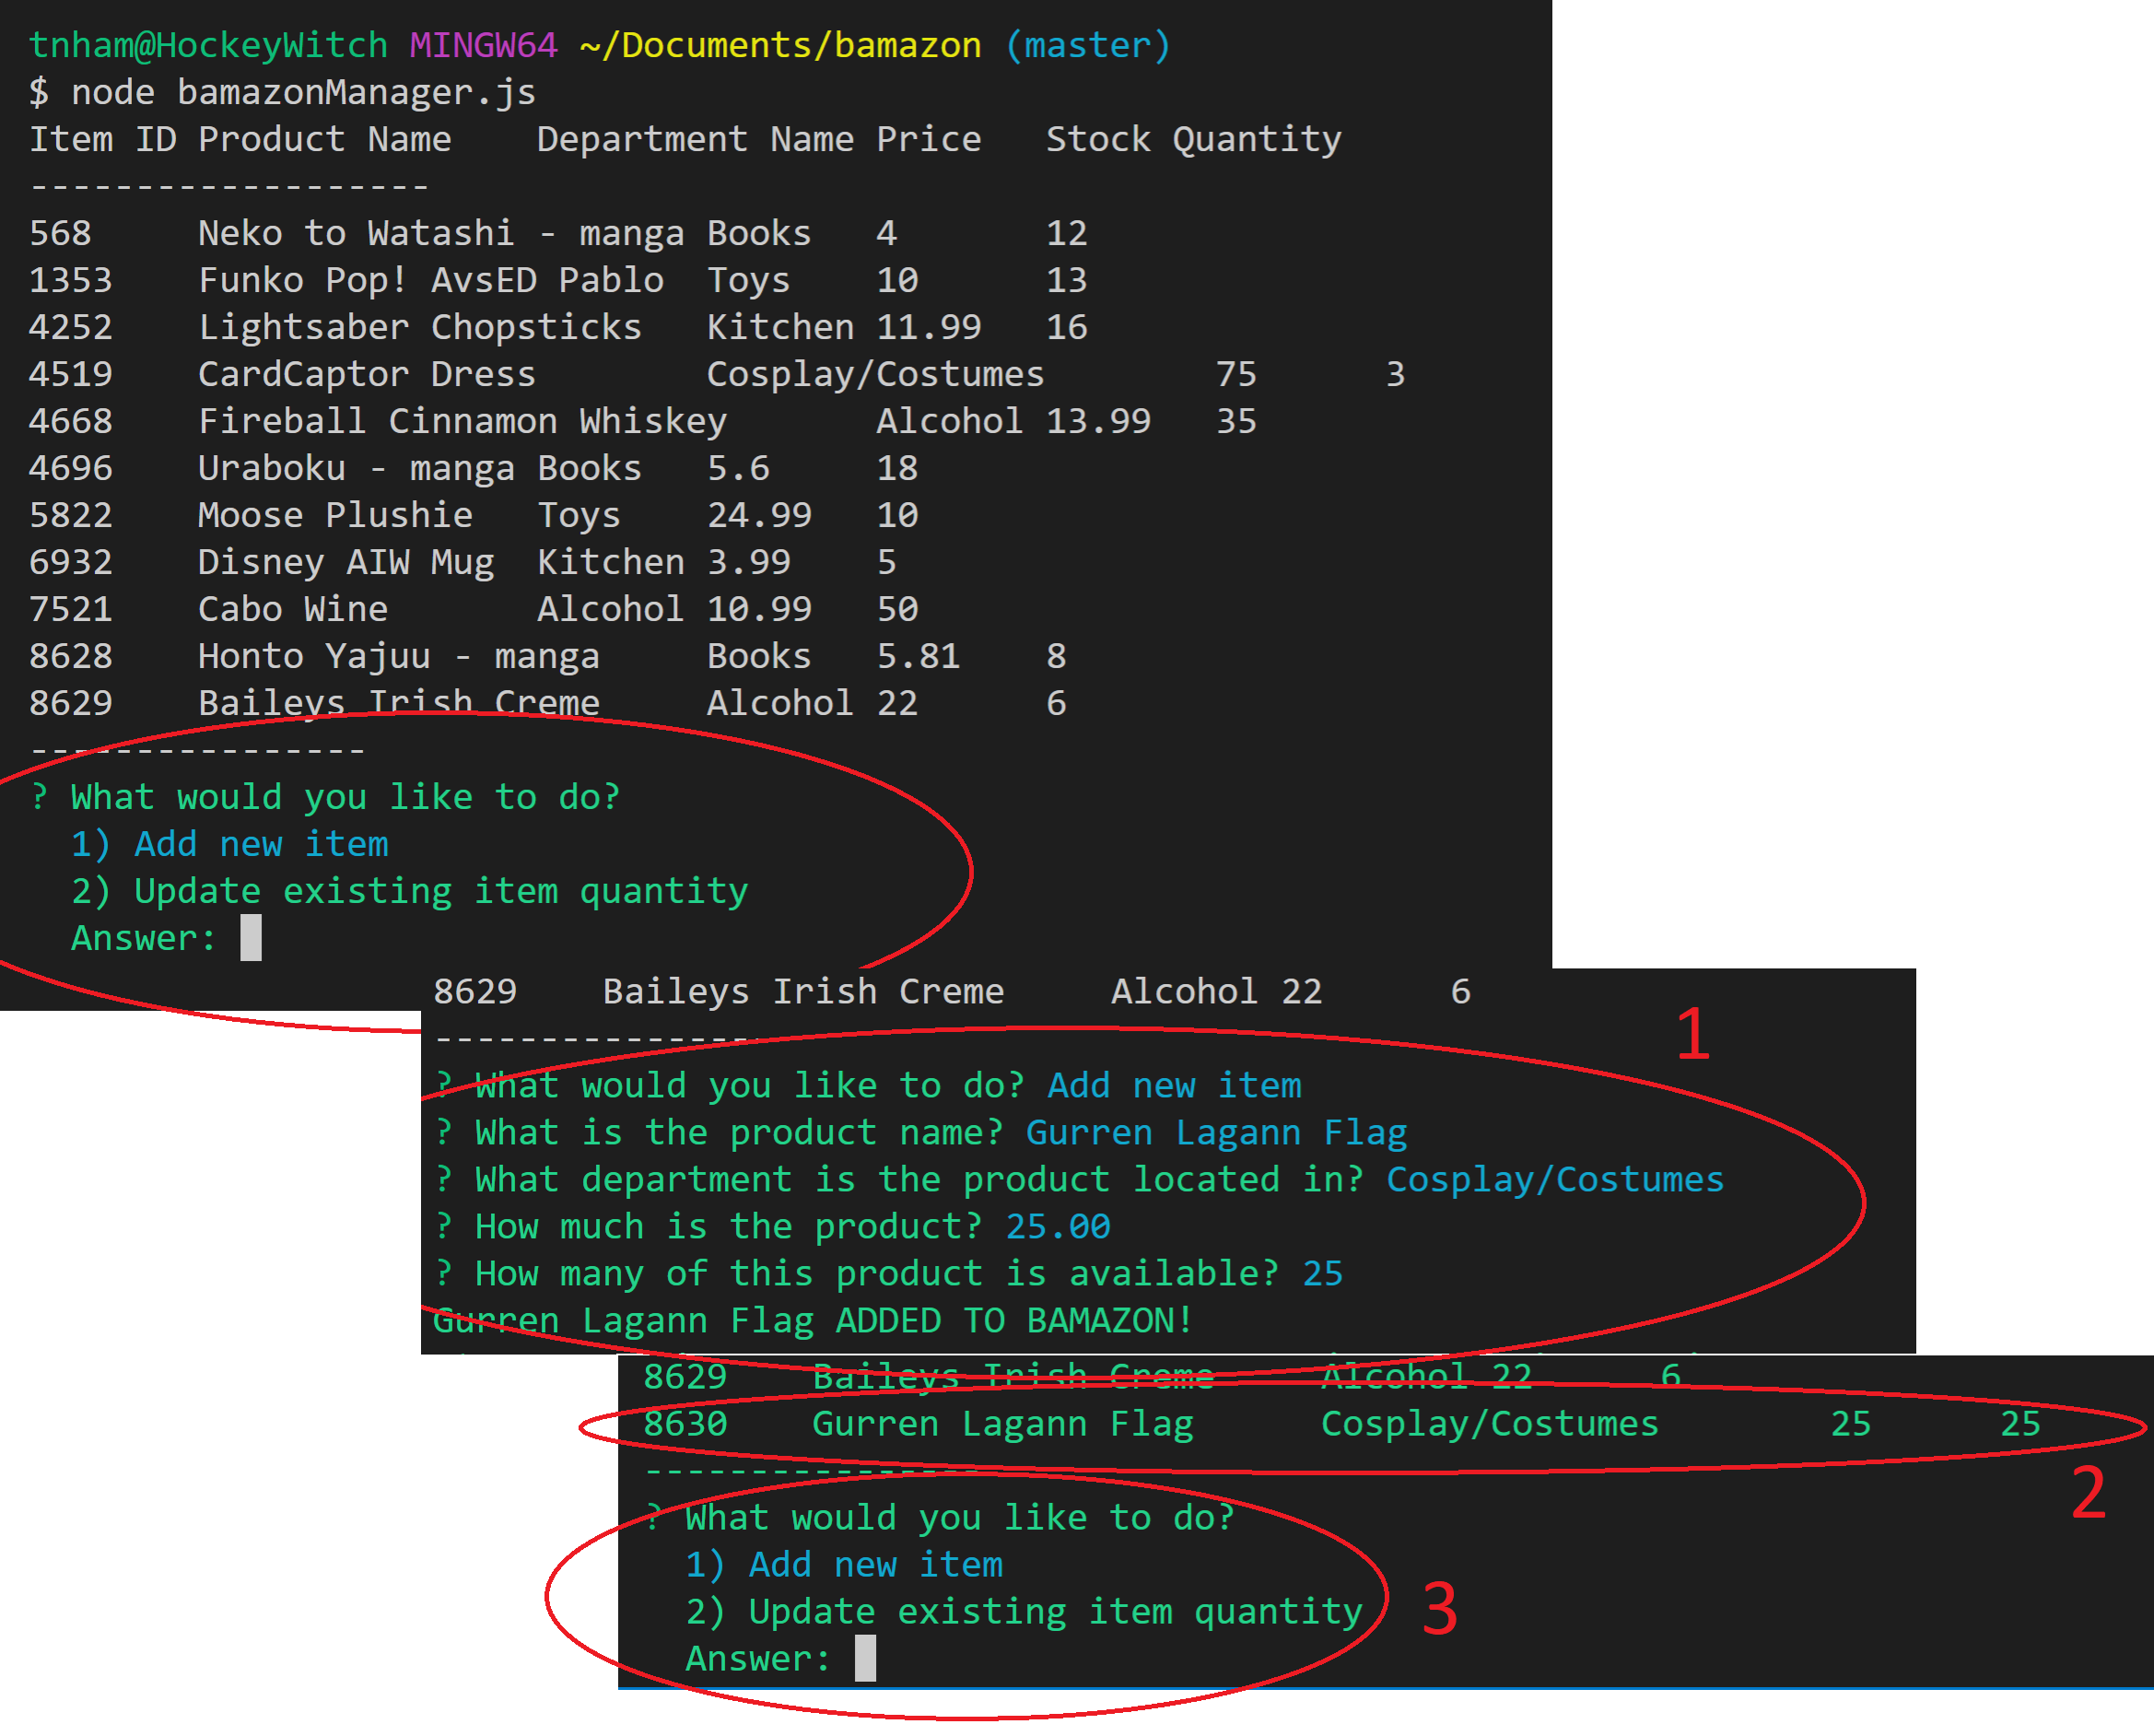 tnham@HockeyWitch MINGW64 ~/Documents/bamazon (master)
$ node bamazonManager.js
Item ID Product Name    Department Name Price   Stock Quantity
-------------------
568     Neko to Watashi - manga Books   4       12
1353    Funko Pop! AvsED Pablo  Toys    10      13
4252    Lightsaber Chopsticks   Kitchen 11.99   16
4519    CardCaptor Dress        Cosplay/Costumes        75      3
4668    Fireball Cinnamon Whiskey       Alcohol 13.99   35
4696    Uraboku - manga Books   5.6     18
5822    Moose Plushie   Toys    24.99   10
6932    Disney AIW Mug  Kitchen 3.99    5
7521    Cabo Wine       Alcohol 10.99   50
8628    Honto Yajuu - manga     Books   5.81    8
8629    Baileys Irish Creme     Alcohol 22      6
----------------
? What would you like to do?
  1) Add new item
  2) Update existing item quantity
  Answer:
8629    Baileys Irish Creme     Alcohol 22      6
----------------
1
? What would you like to do? Add new item
? What is the product name? Gurren Lagann Flag
? What department is the product located in? Cosplay/Costumes
? How much is the product? 25.00
? How many of this product is available? 25
Gurren Lagann Flag ADDED TO BAMAZON!
8629    Baileys Irish Creme     Alcohol 22      6
8630    Gurren Lagann Flag      Cosplay/Costumes        25      25
----------------
2
? What would you like to do?
  1) Add new item
  2) Update existing item quantity
3
  Answer: